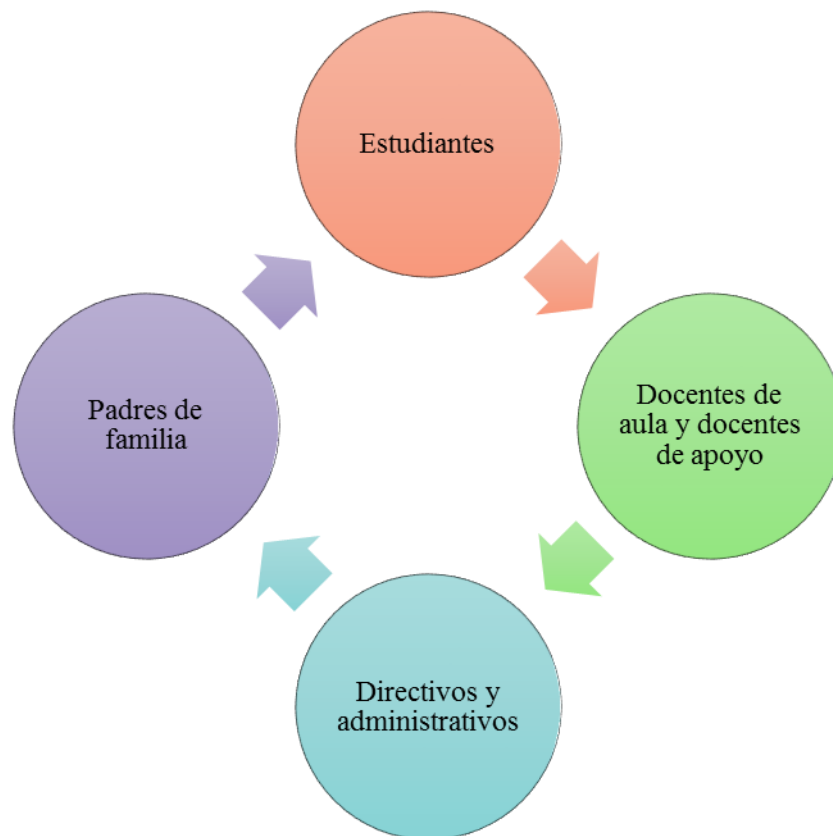 Estudiantes
Docentes de
aula y docentes
de apoyo
Directivos y
administrativos
Padres de
familia